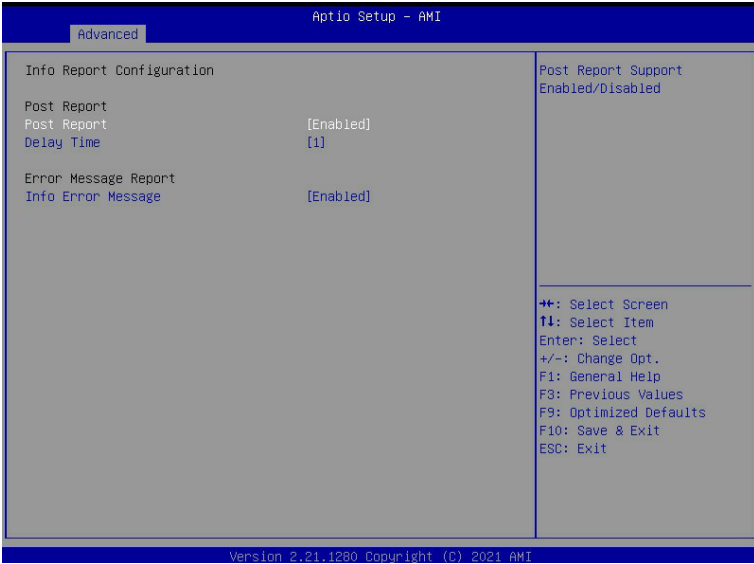 Aptio Setup – AMI
Advanced
Info Report Configuration
Post Report
Post Report [Enabled]
Delay Time [1]
Error Message Report
Info Error Message [Enabled]
Post Report Support
Enabled/Disabled
→←: Select Screen
↑↓: Select Item
Enter: Select
+/-: Change Opt.
F1: General Help
F3: Previous Values
F9: Optimized Defaults
F10: Save & Exit
ESC: Exit
Version 2.21.1280 Copyright (C) 2021 AMI